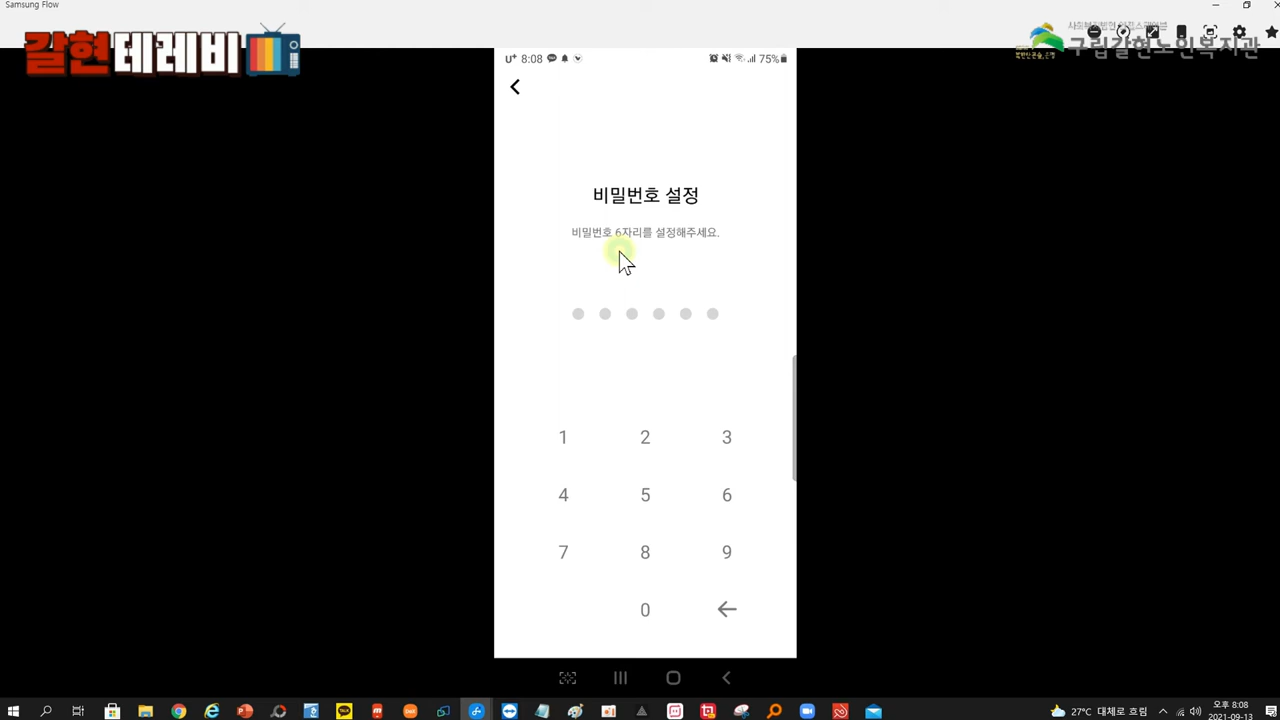 Samsung Flow
갈현테레비
구립갈현노인복지관
U+ 8:08
75%
비밀번호 설정
비밀번호 6자리를 설정해주세요.
1 2 3
4 5 6
7 8 9
0
27°C 대체로 흐림
오후 8:08
2021-09-13